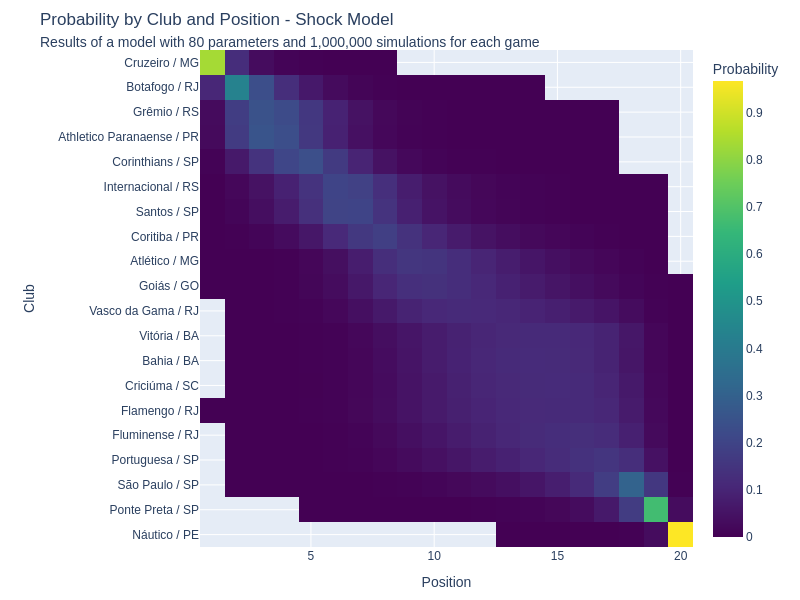 Probability by Club and Position - Shock Model
Results of a model with 80 parameters and 1,000,000 simulations for each game
Probability
Club
Cruzeiro / MG
Botafogo / RJ
Grêmio / RS
Athletico Paranaense / PR
Corinthians / SP
Internacional / RS
Santos / SP
Coritiba / PR
Atlético / MG
Goiás / GO
Vasco da Gama / RJ
Vitória / BA
Bahia / BA
Criciúma / SC
Flamengo / RJ
Fluminense / RJ
Portuguesa / SP
São Paulo / SP
Ponte Preta / SP
Náutico / PE
0.9
0.8
0.7
0.6
0.5
0.4
0.3
0.2
0.1
0
5 10 15 20
Position